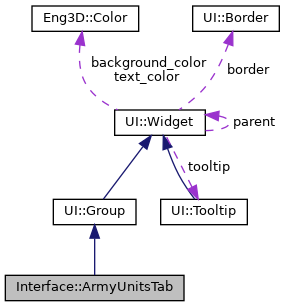 Eng3D::Color
UI::Border
background_color
text_color
border
UI::Widget
parent
tooltip
UI::Group
UI::Tooltip
Interface::ArmyUnitsTab